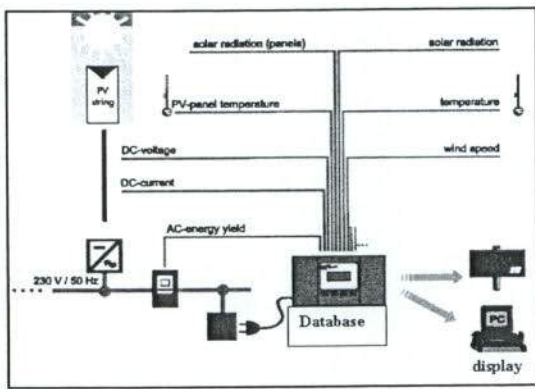 solar radiation (panels)
solar radiation
PV
string
PV-panel temperature
temperature
DC-voltage
wind speed
DC-current
AC-energy yield
230 V / 50 Hz
Database
PC
display